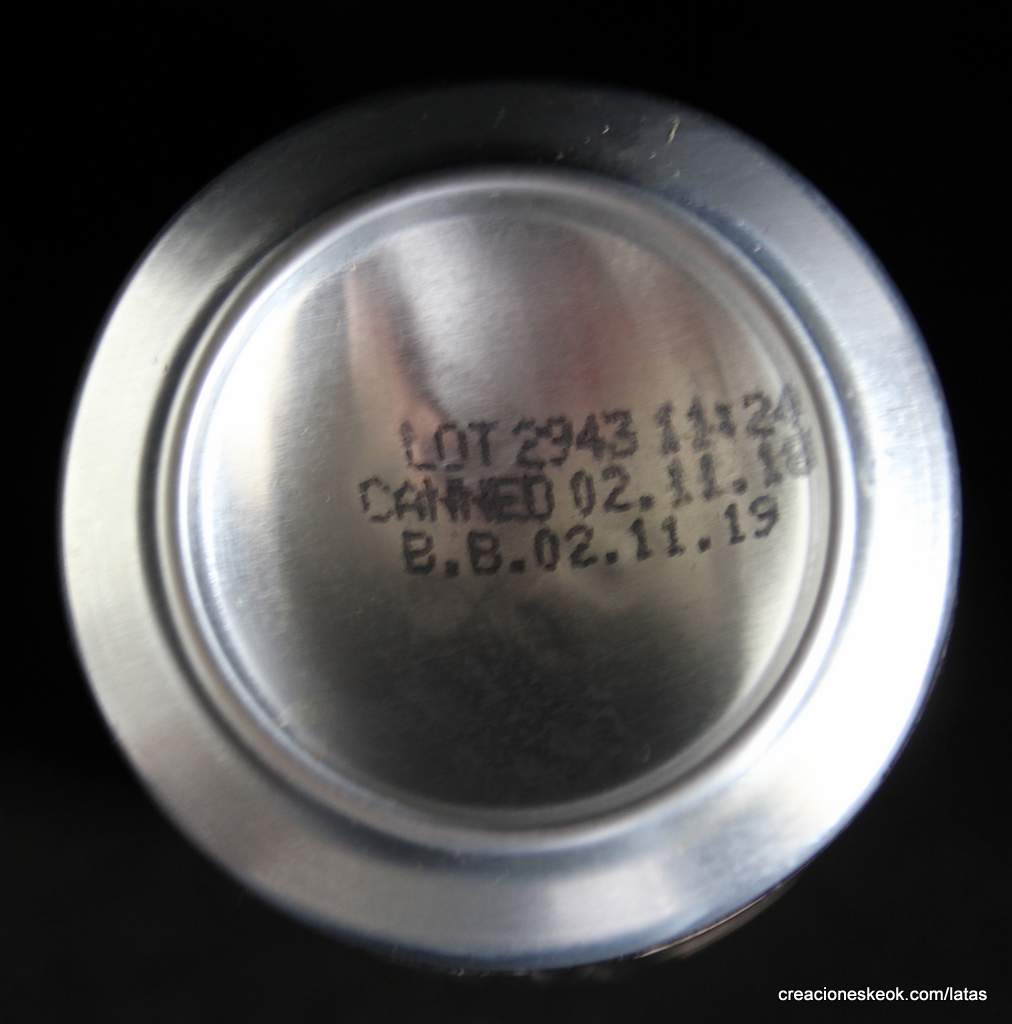 LOT 2943 11:24
CANNED 02.11.18
B.B.02.11.19
creacioneskeok.com/latas